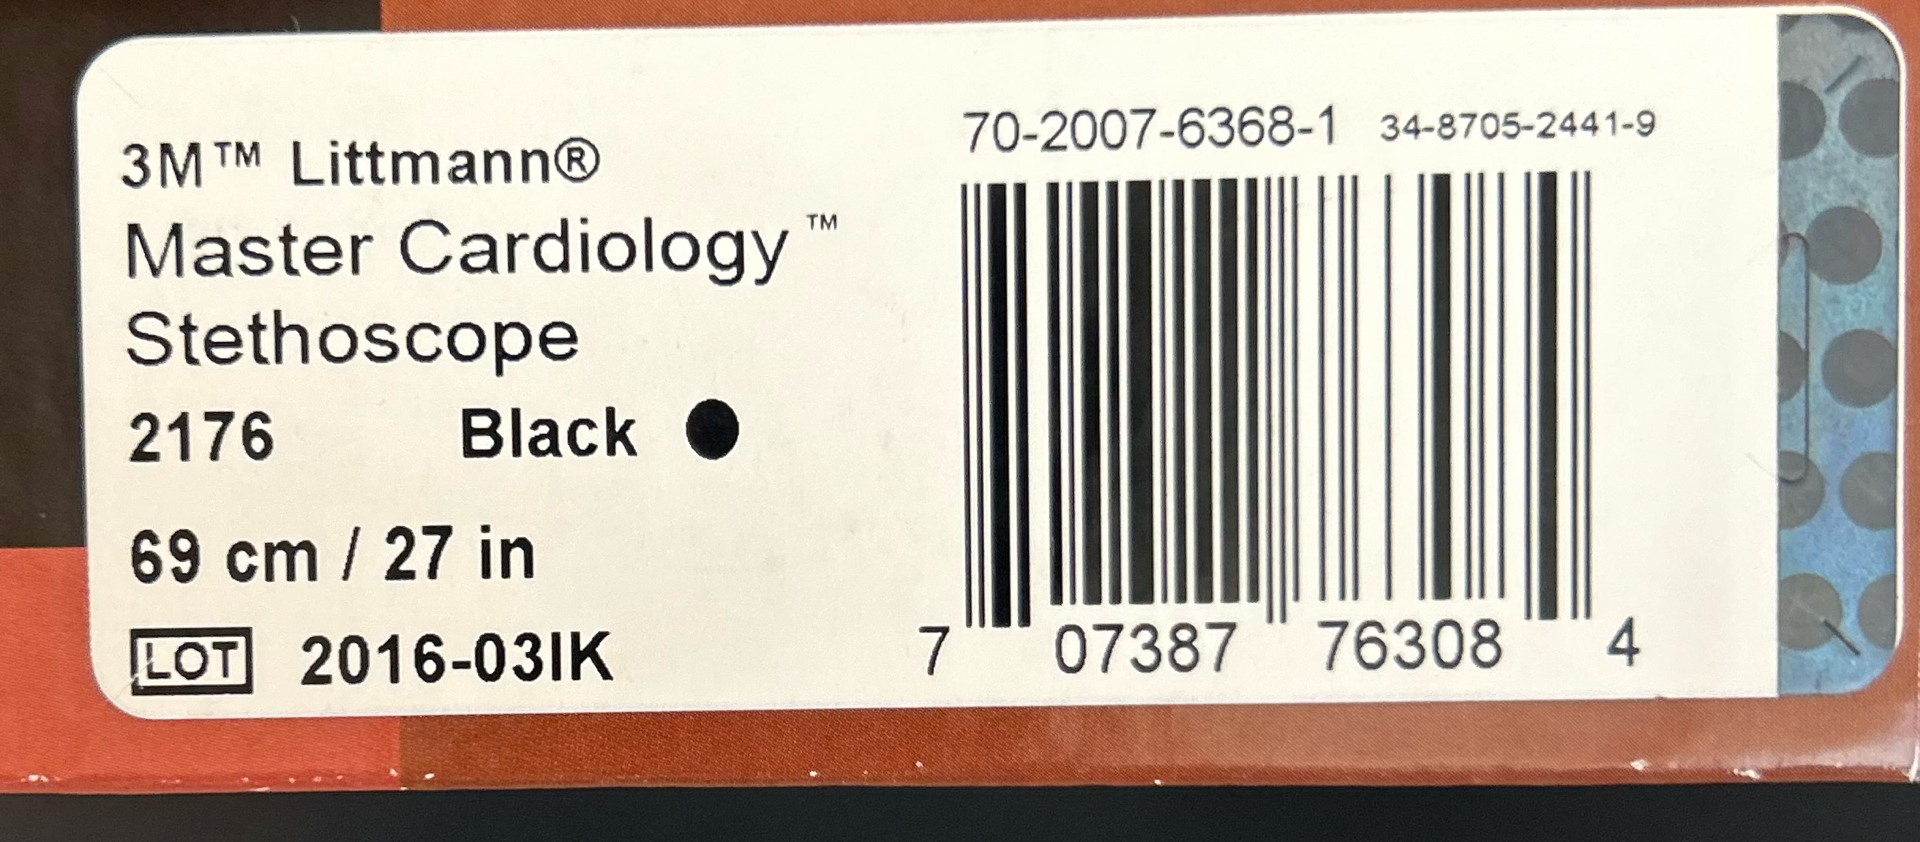 3M™ Littmann®
Master Cardiology™
Stethoscope
2176 Black
69 cm / 27 in
LOT 2016-03IK
70-2007-6368-1 34-8705-2441-9
7 07387 76308 4